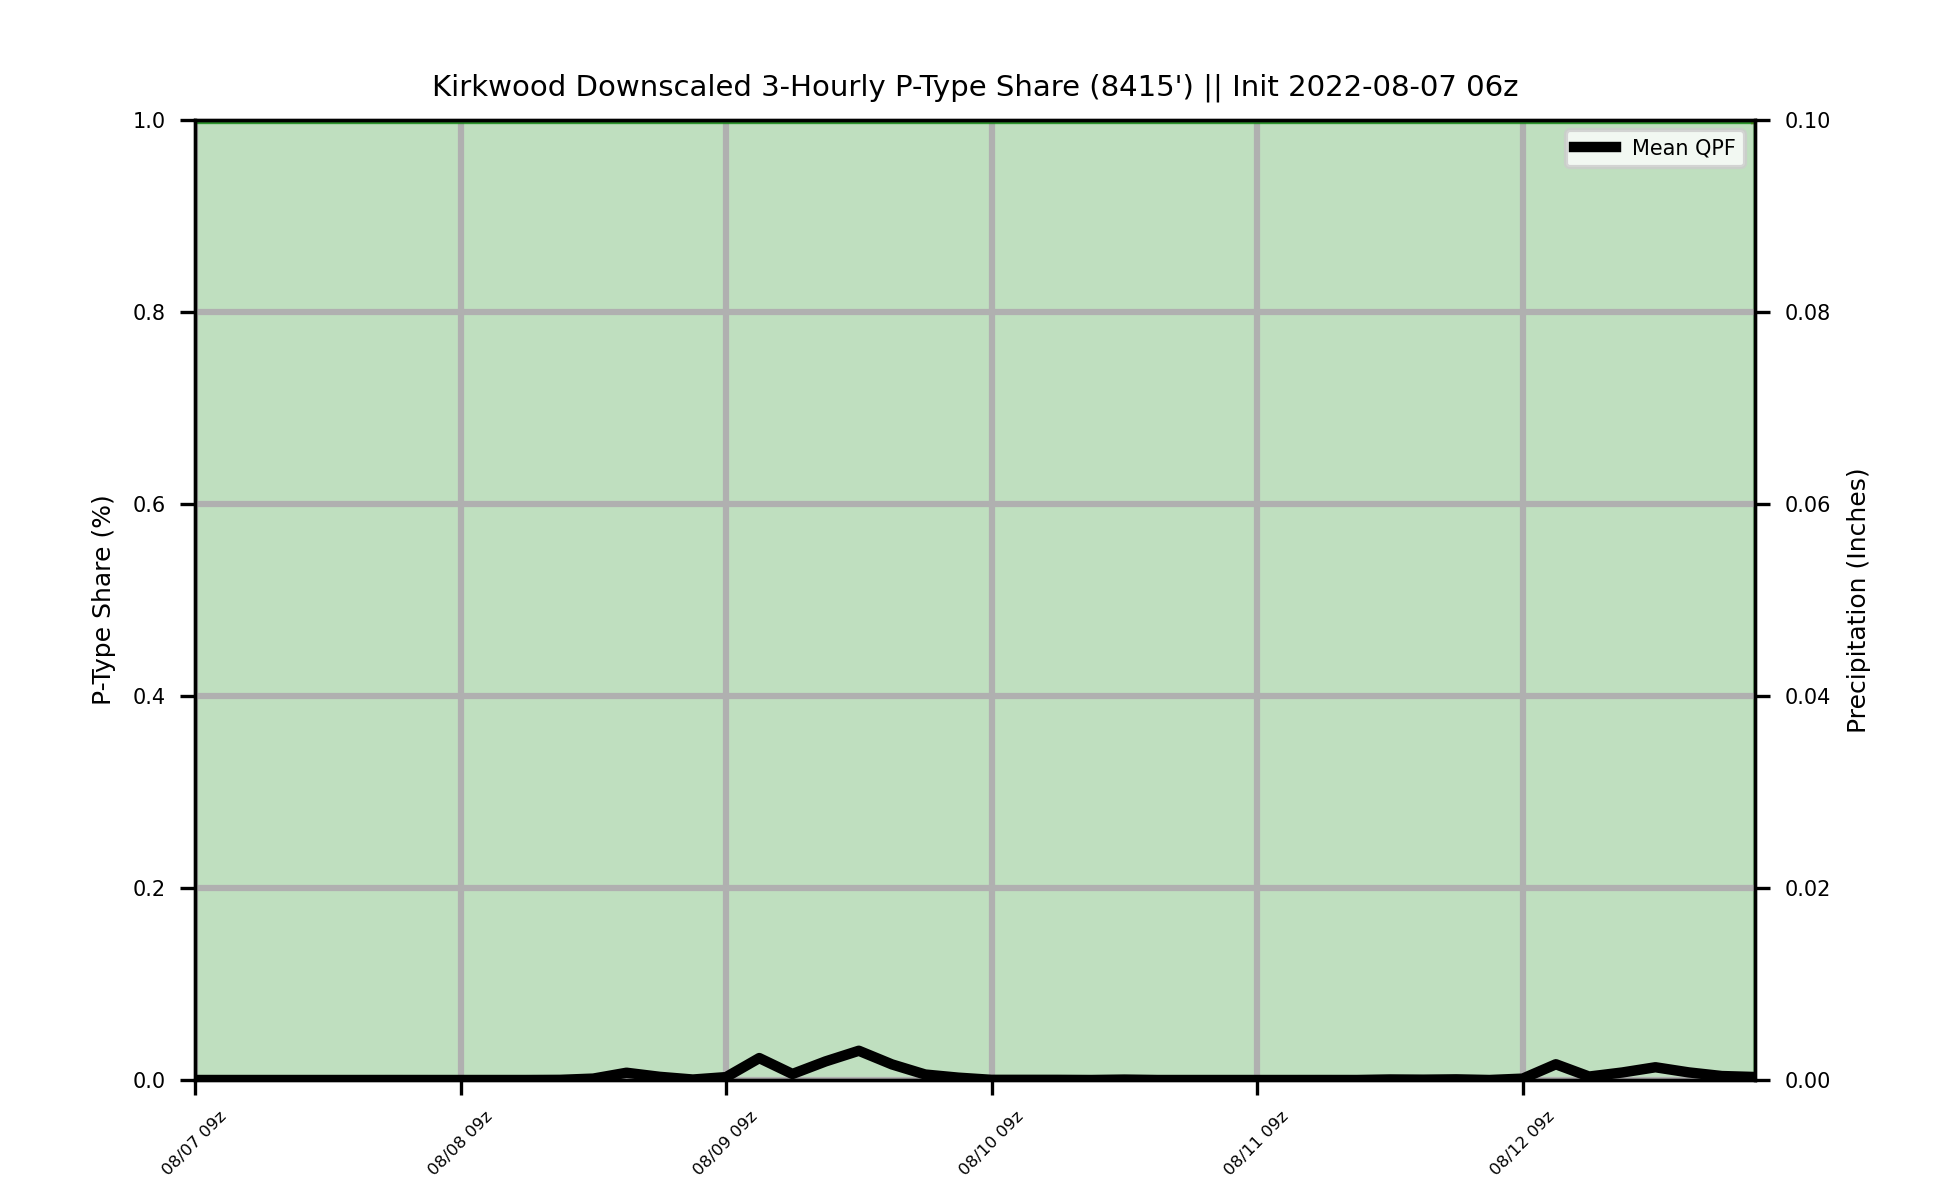 Kirkwood Downscaled 3-Hourly P-Type Share (8415') || Init 2022-08-07 06z
Mean QPF
P-Type Share (%)
1.0
0.8
0.6
0.4
0.2
0.0
0.10
0.08
0.06
0.04
0.02
0.00
Precipitation (Inches)
08/07 09z
08/08 09z
08/09 09z
08/10 09z
08/11 09z
08/12 09z